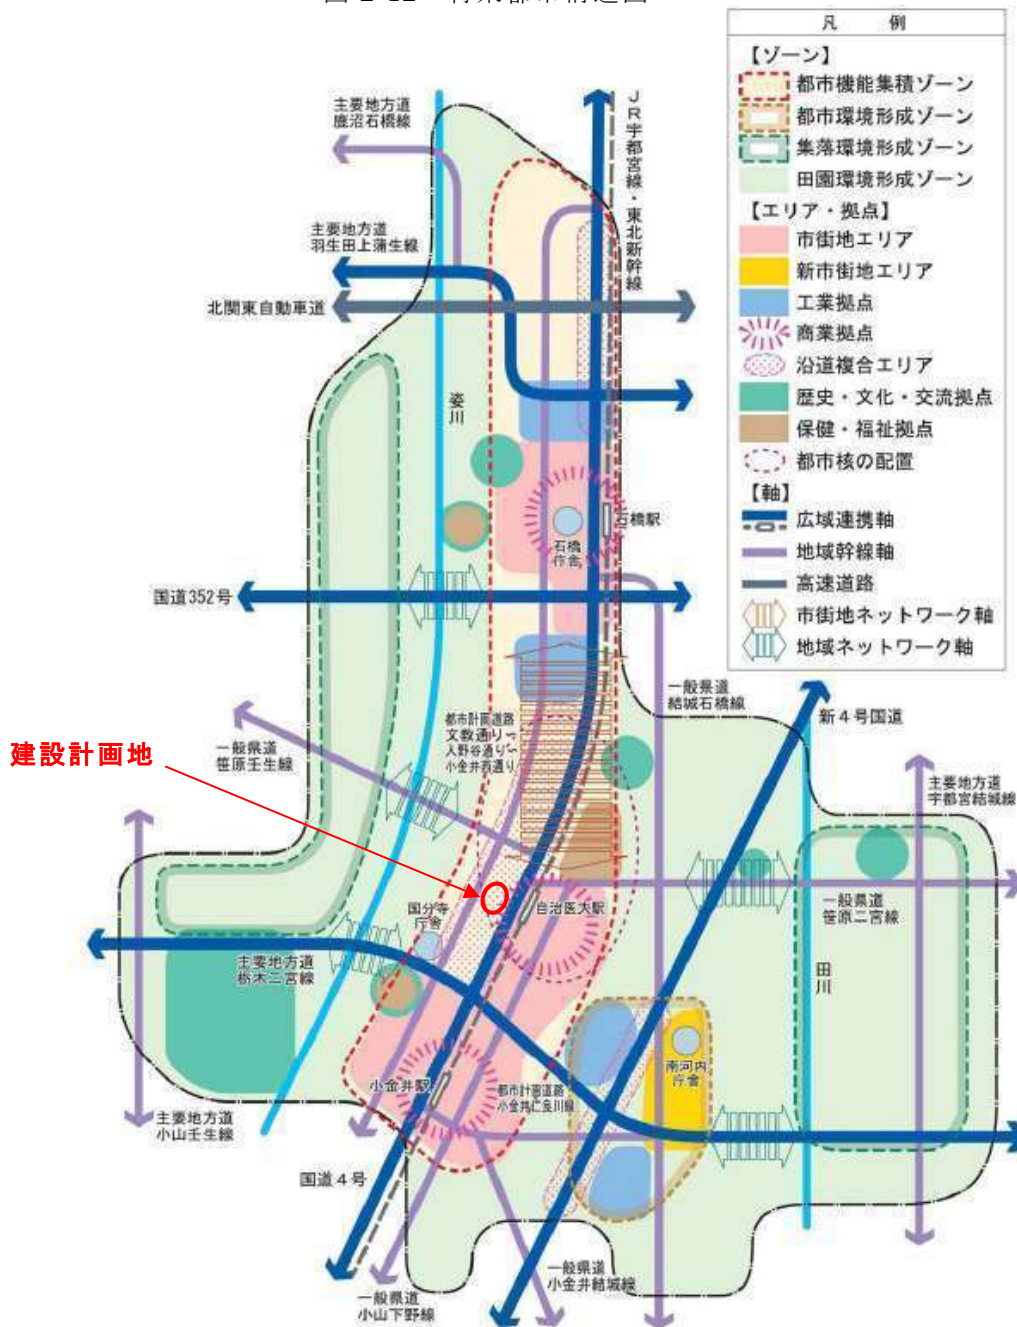 凡 例
【ゾーン】
都市機能集積ゾーン
都市環境形成ゾーン
集落環境形成ゾーン
田園環境形成ゾーン
【エリア・拠点】
市街地エリア
新市街地エリア
工業拠点
商業拠点
沿道複合エリア
歴史・文化・交流拠点
保健・福祉拠点
都市核の配置
【軸】
広域連携軸
地域幹線軸
高速道路
市街地ネットワーク軸
地域ネットワーク軸
主要地方道
鹿沼石橋線
JR宇都宮線・東北新幹線
主要地方道
羽生田上蒲生線
北関東自動車道
姿川
石橋駅
石橋
庁舎
国道352号
一般県道
結城石橋線
新4号国道
都市計画道路
文教通り
入野谷通り
小金井西通り
一般県道
笹原壬生線
建設計画地
主要地方道
宇都宮結城線
国分寺
庁舎
自治医大駅
一般県道
笹原二宮線
主要地方道
栃木二宮線
田川
南河内
庁舎
小金井駅
都市計画道路
小金井仁良川線
主要地方道
小山壬生線
国道4号
一般県道
小金井結城線
一般県道
小山下野線